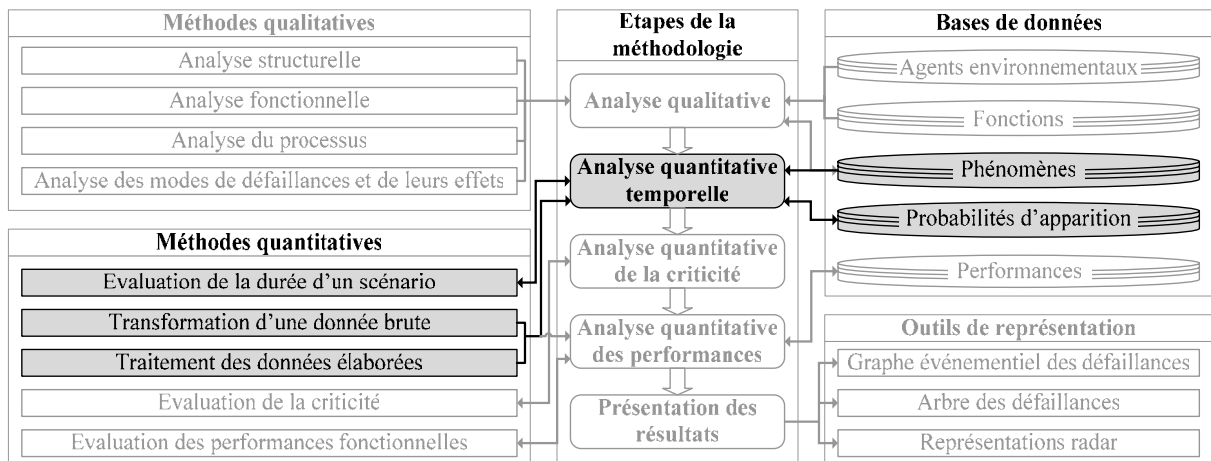 Méthodes qualitatives
Analyse structurelle
Analyse fonctionnelle
Analyse du processus
Analyse des modes de défaillances et de leurs effets
Méthodes quantitatives
Evaluation de la durée d’un scénario
Transformation d’une donnée brute
Traitement des données élaborées
Evaluation de la criticité
Evaluation des performances fonctionnelles
Etapes de la
méthodologie
Analyse qualitative
Analyse quantitative
temporelle
Analyse quantitative
de la criticité
Analyse quantitative
des performances
Présentation des
résultats
Bases de données
Agents environnementaux
Fonctions
Phénomènes
Probabilités d’apparition
Performances
Outils de représentation
Graphe événementiel des défaillances
Arbre des défaillances
Représentations radar